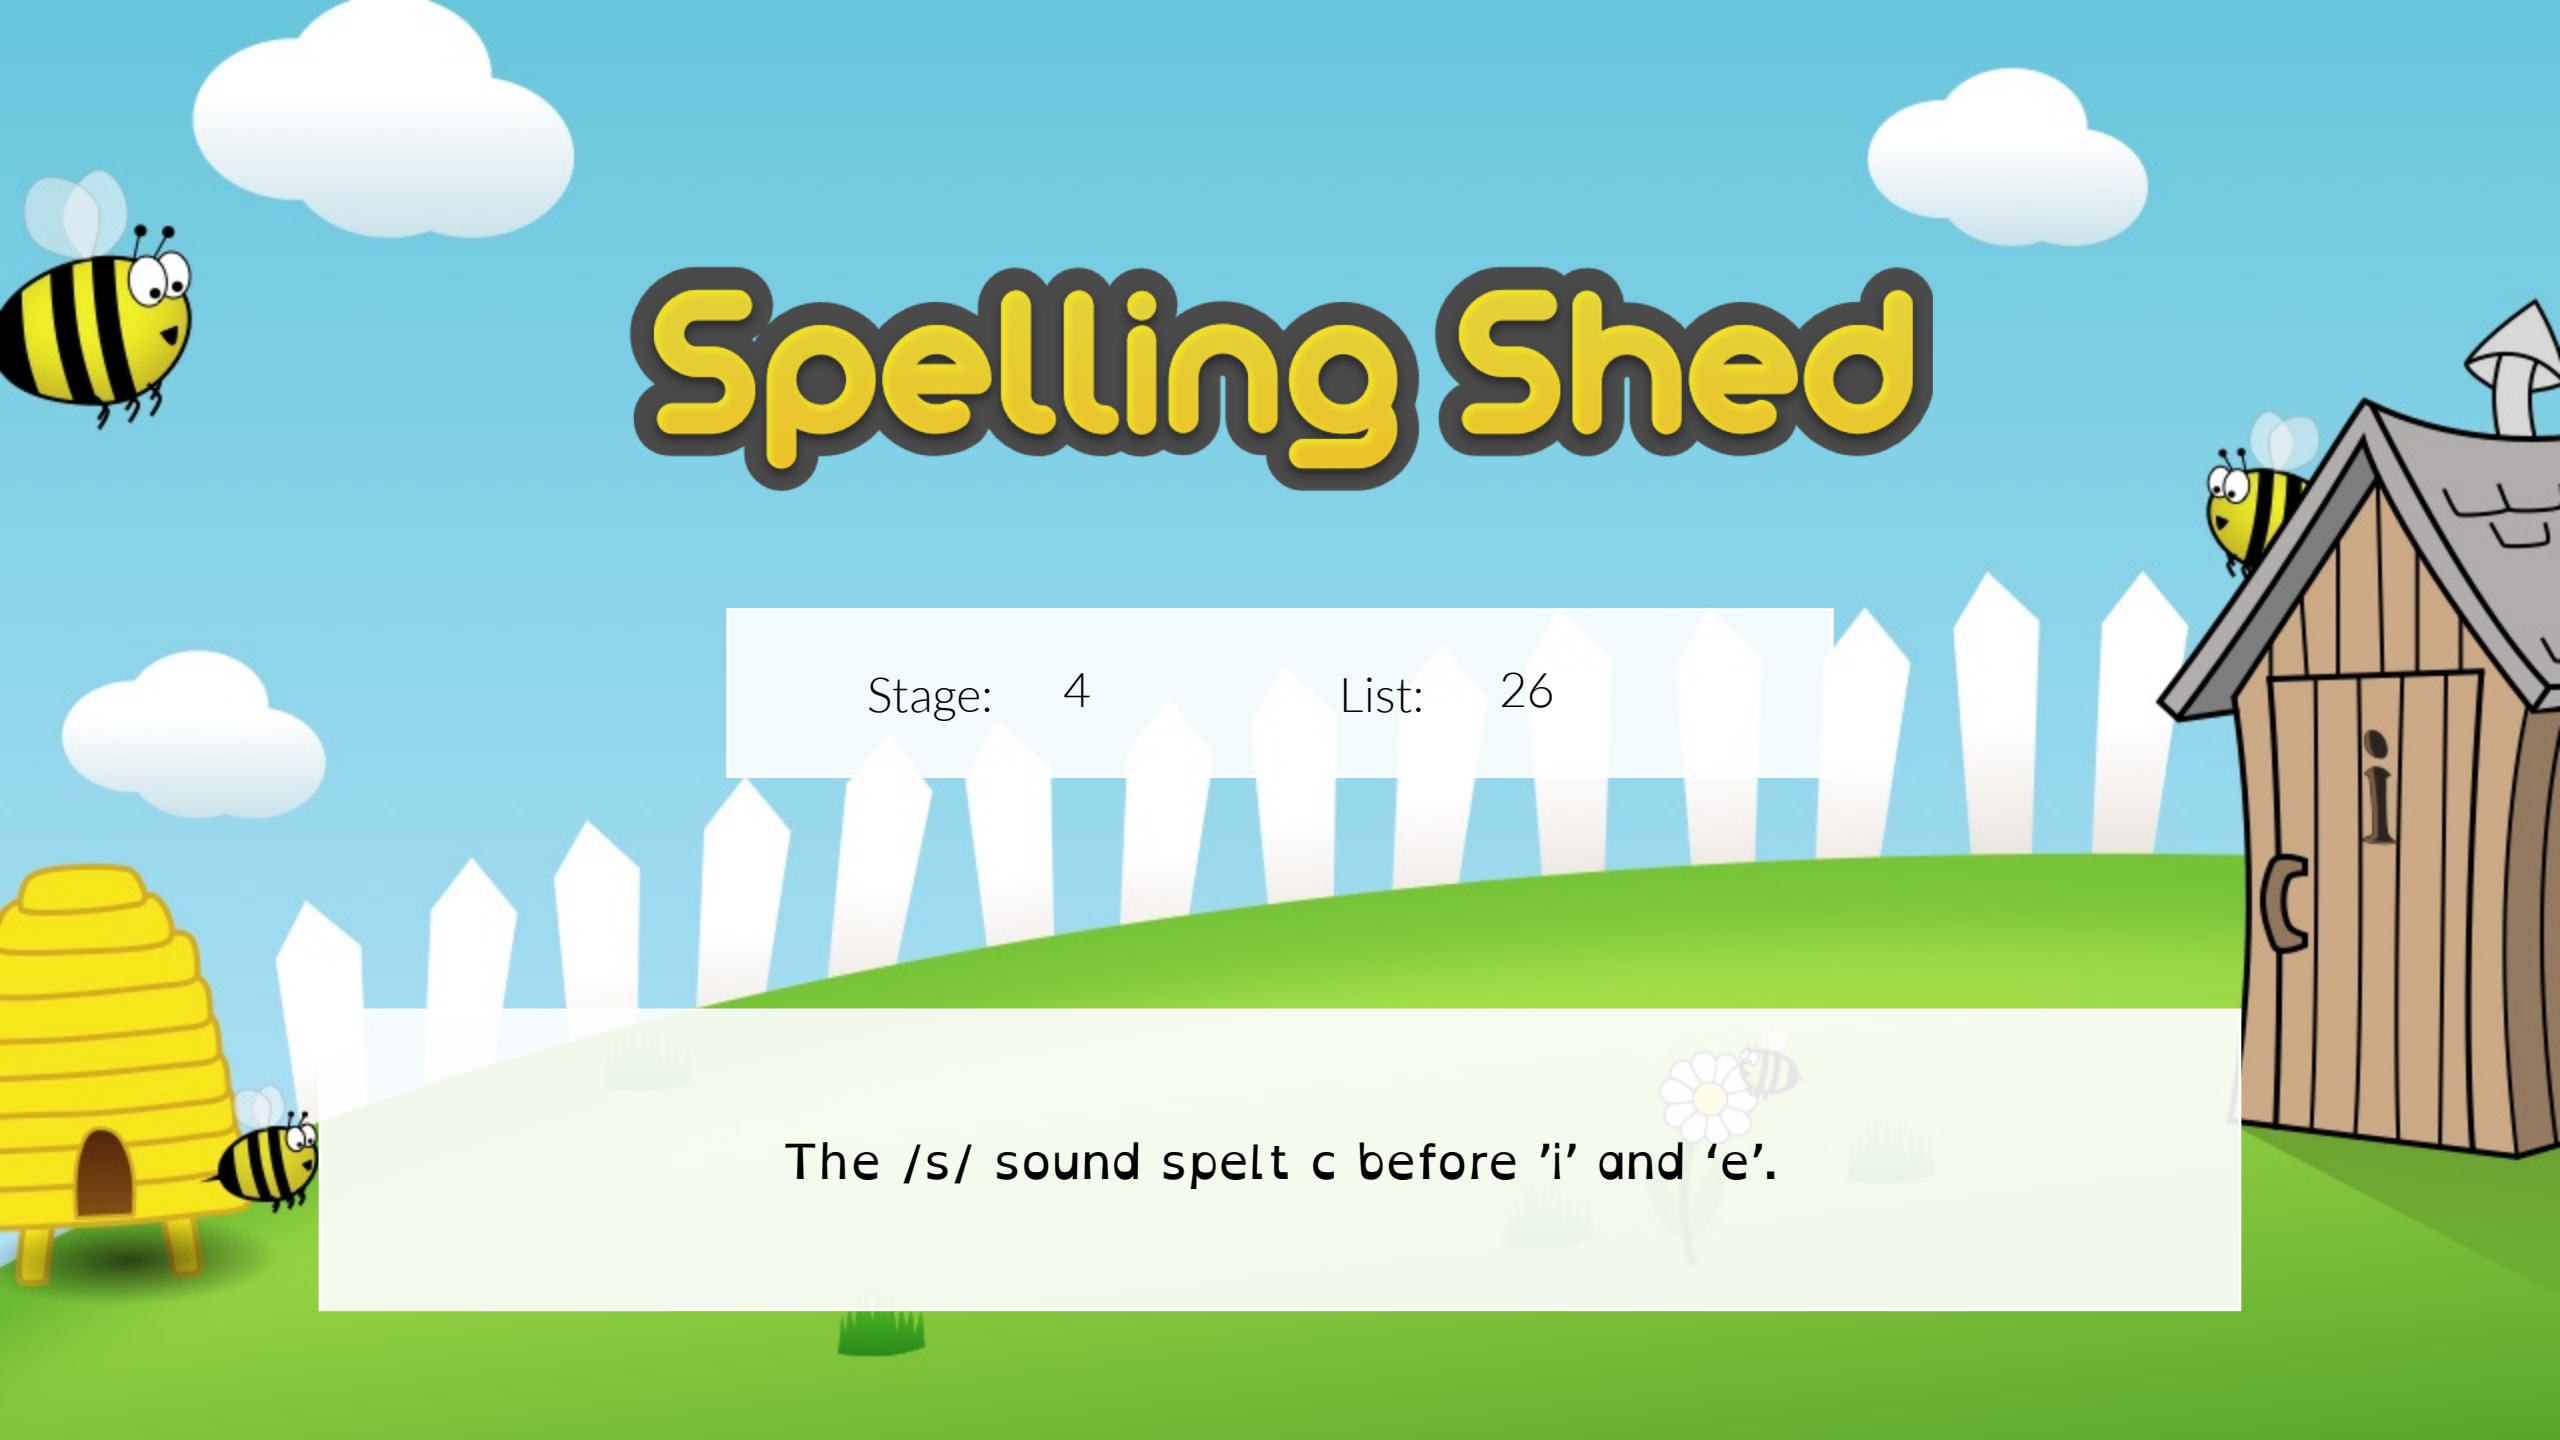 Spelling Shed
Stage: 4 List: 26
i
The /s/ sound spelt c before ’i’ and ‘e’.